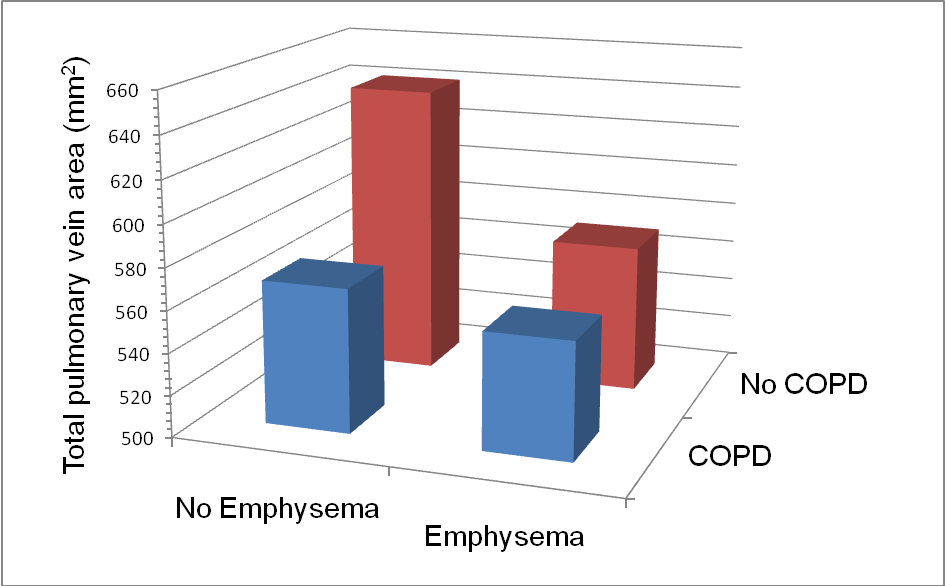 Total pulmonary vein area (mm²)
660
640
620
600
580
560
540
520
500
No COPD
COPD
No Emphysema
Emphysema